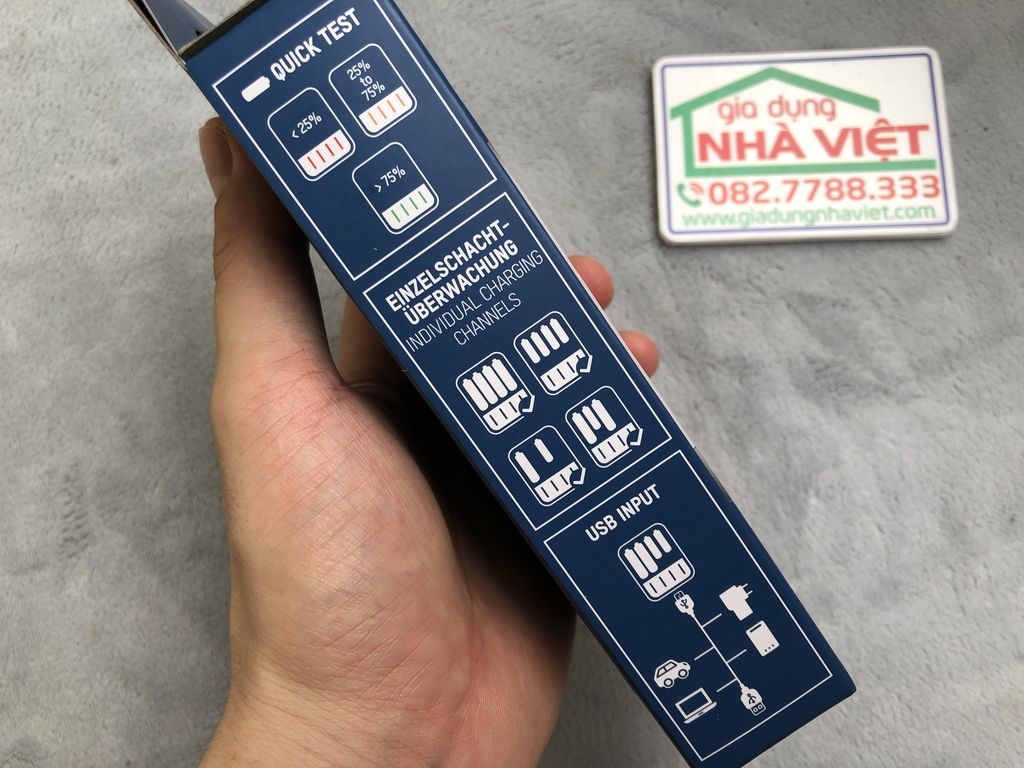 QUICK TEST
< 25%
25%
to
75%
> 75%
EINZELSCHACHT-
ÜBERWACHUNG
INDIVIDUAL CHARGING
CHANNELS
USB INPUT
gia dụng
NHÀ VIỆT
082.7788.333
www.giadungnhaviet.com